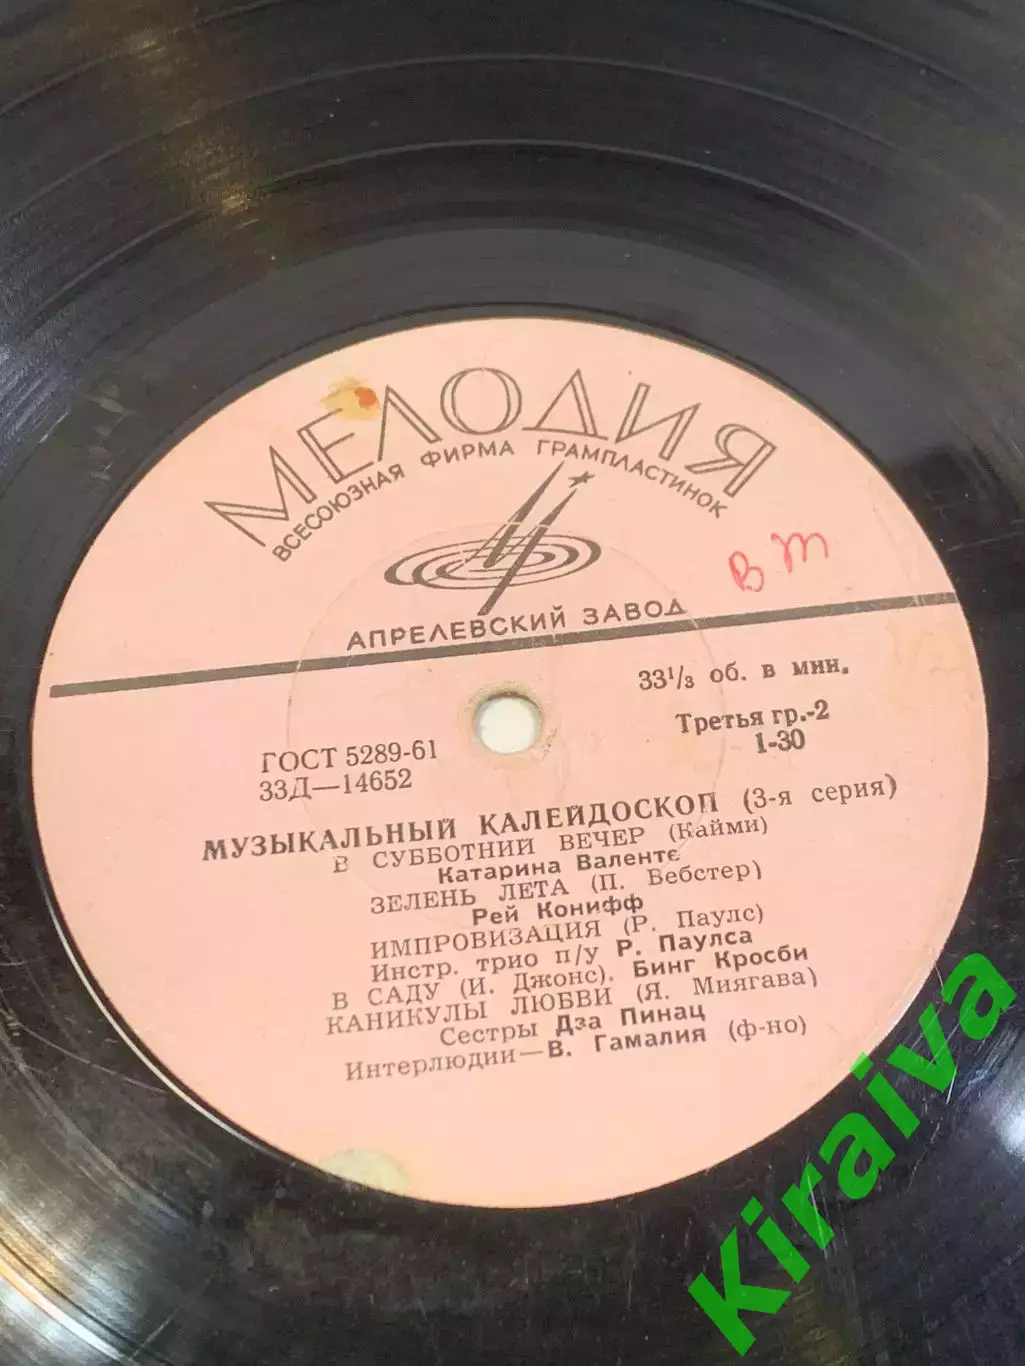 МЕЛОДИЯ
ВСЕСОЮЗНАЯ ФИРМА ГРАМПЛАСТИНОК
АПРЕЛЕВСКИЙ ЗАВОД
вт
33⅓ об. в мин.
ГОСТ 5289-61
Третья гр.-2
33Д—14652
1-30
МУЗЫКАЛЬНЫЙ КАЛЕЙДОСКОП (3-я серия)
В СУББОТНИЙ ВЕЧЕР (Кайми)
Катарина Валенте
ЗЕЛЕНЬ ЛЕТА (П. Вебстер)
Рей Конифф
ИМПРОВИЗАЦИЯ (Р. Паулс)
Инстр. трио п/у Р. Паулса
В САДУ (И. Джонс). Бинг Кросби
КАНИКУЛЫ ЛЮБВИ (Я. Миягава)
Сестры Дза Пинац
Интерлюдии—В. Гамалия (ф-но)
Kiraiva